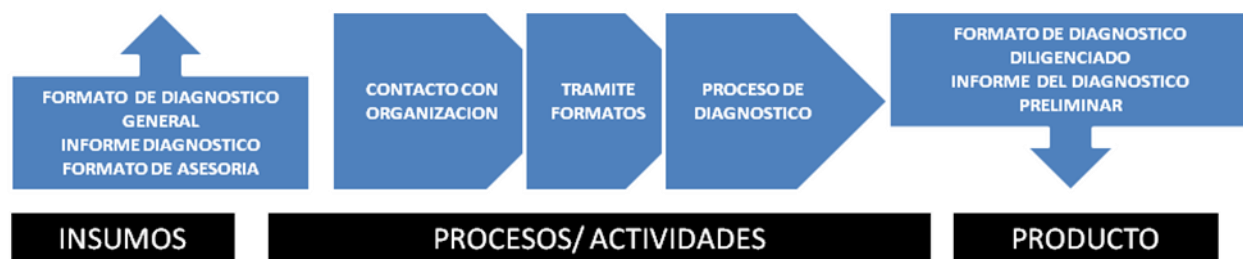 FORMATO DE DIAGNOSTICO
GENERAL
INFORME DIAGNOSTICO
FORMATO DE ASESORIA
CONTACTO CON
ORGANIZACION
TRAMITE
FORMATOS
PROCESO DE
DIAGNOSTICO
FORMATO DE DIAGNOSTICO
DILIGENCIADO
INFORME DEL DIAGNOSTICO
PRELIMINAR
INSUMOS
PROCESOS/ ACTIVIDADES
PRODUCTO